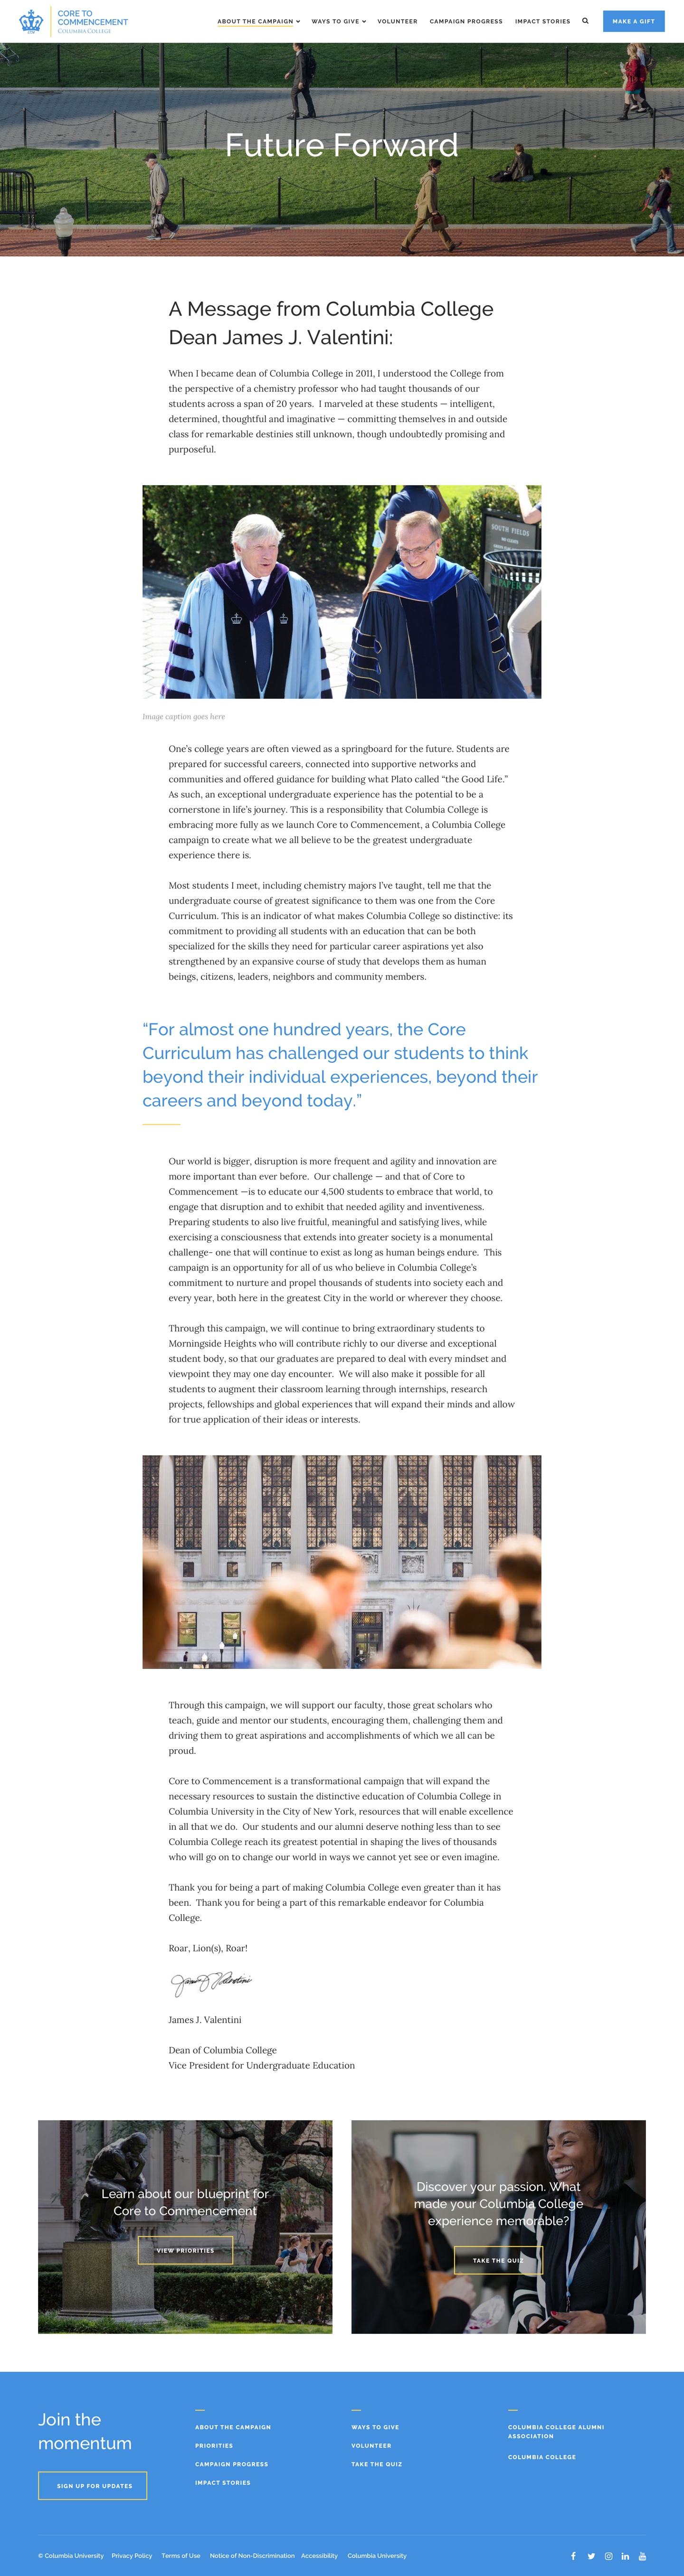 CORE TO
COMMENCEMENT
COLUMBIA COLLEGE
ABOUT THE CAMPAIGN
WAYS TO GIVE
VOLUNTEER
CAMPAIGN PROGRESS
IMPACT STORIES
MAKE A GIFT
Future Forward
A Message from Columbia College
Dean James J. Valentini:
When I became dean of Columbia College in 2011, I understood the College from
the perspective of a chemistry professor who had taught thousands of our
students across a span of 20 years.  I marveled at these students — intelligent,
determined, thoughtful and imaginative — committing themselves in and outside
class for remarkable destinies still unknown, though undoubtedly promising and
purposeful.
SOUTH FIELDS
Image caption goes here
One’s college years are often viewed as a springboard for the future. Students are
prepared for successful careers, connected into supportive networks and
communities and offered guidance for building what Plato called “the Good Life.”
As such, an exceptional undergraduate experience has the potential to be a
cornerstone in life’s journey. This is a responsibility that Columbia College is
embracing more fully as we launch Core to Commencement, a Columbia College
campaign to create what we all believe to be the greatest undergraduate
experience there is.
Most students I meet, including chemistry majors I’ve taught, tell me that the
undergraduate course of greatest significance to them was one from the Core
Curriculum. This is an indicator of what makes Columbia College so distinctive: its
commitment to providing all students with an education that can be both
specialized for the skills they need for particular career aspirations yet also
strengthened by an expansive course of study that develops them as human
beings, citizens, leaders, neighbors and community members.
“For almost one hundred years, the Core
Curriculum has challenged our students to think
beyond their individual experiences, beyond their
careers and beyond today.”
Our world is bigger, disruption is more frequent and agility and innovation are
more important than ever before.  Our challenge — and that of Core to
Commencement —is to educate our 4,500 students to embrace that world, to
engage that disruption and to exhibit that needed agility and inventiveness.
Preparing students to also live fruitful, meaningful and satisfying lives, while
exercising a consciousness that extends into greater society is a monumental
challenge- one that will continue to exist as long as human beings endure.  This
campaign is an opportunity for all of us who believe in Columbia College’s
commitment to nurture and propel thousands of students into society each and
every year, both here in the greatest City in the world or wherever they choose.
Through this campaign, we will continue to bring extraordinary students to
Morningside Heights who will contribute richly to our diverse and exceptional
student body, so that our graduates are prepared to deal with every mindset and
viewpoint they may one day encounter.  We will also make it possible for all
students to augment their classroom learning through internships, research
projects, fellowships and global experiences that will expand their minds and allow
for true application of their ideas or interests.
Through this campaign, we will support our faculty, those great scholars who
teach, guide and mentor our students, encouraging them, challenging them and
driving them to great aspirations and accomplishments of which we all can be
proud.
Core to Commencement is a transformational campaign that will expand the
necessary resources to sustain the distinctive education of Columbia College in
Columbia University in the City of New York, resources that will enable excellence
in all that we do.  Our students and our alumni deserve nothing less than to see
Columbia College reach its greatest potential in shaping the lives of thousands
who will go on to change our world in ways we cannot yet see or even imagine.
Thank you for being a part of making Columbia College even greater than it has
been.  Thank you for being a part of this remarkable endeavor for Columbia
College.
Roar, Lion(s), Roar!
James J. Valentini
James J. Valentini
Dean of Columbia College
Vice President for Undergraduate Education
Learn about our blueprint for
Core to Commencement
VIEW PRIORITIES
Discover your passion. What
made your Columbia College
experience memorable?
TAKE THE QUIZ
Join the
momentum
SIGN UP FOR UPDATES
ABOUT THE CAMPAIGN
PRIORITIES
CAMPAIGN PROGRESS
IMPACT STORIES
WAYS TO GIVE
VOLUNTEER
TAKE THE QUIZ
COLUMBIA COLLEGE ALUMNI
ASSOCIATION
COLUMBIA COLLEGE
© Columbia University
Privacy Policy
Terms of Use
Notice of Non-Discrimination
Accessibility
Columbia University